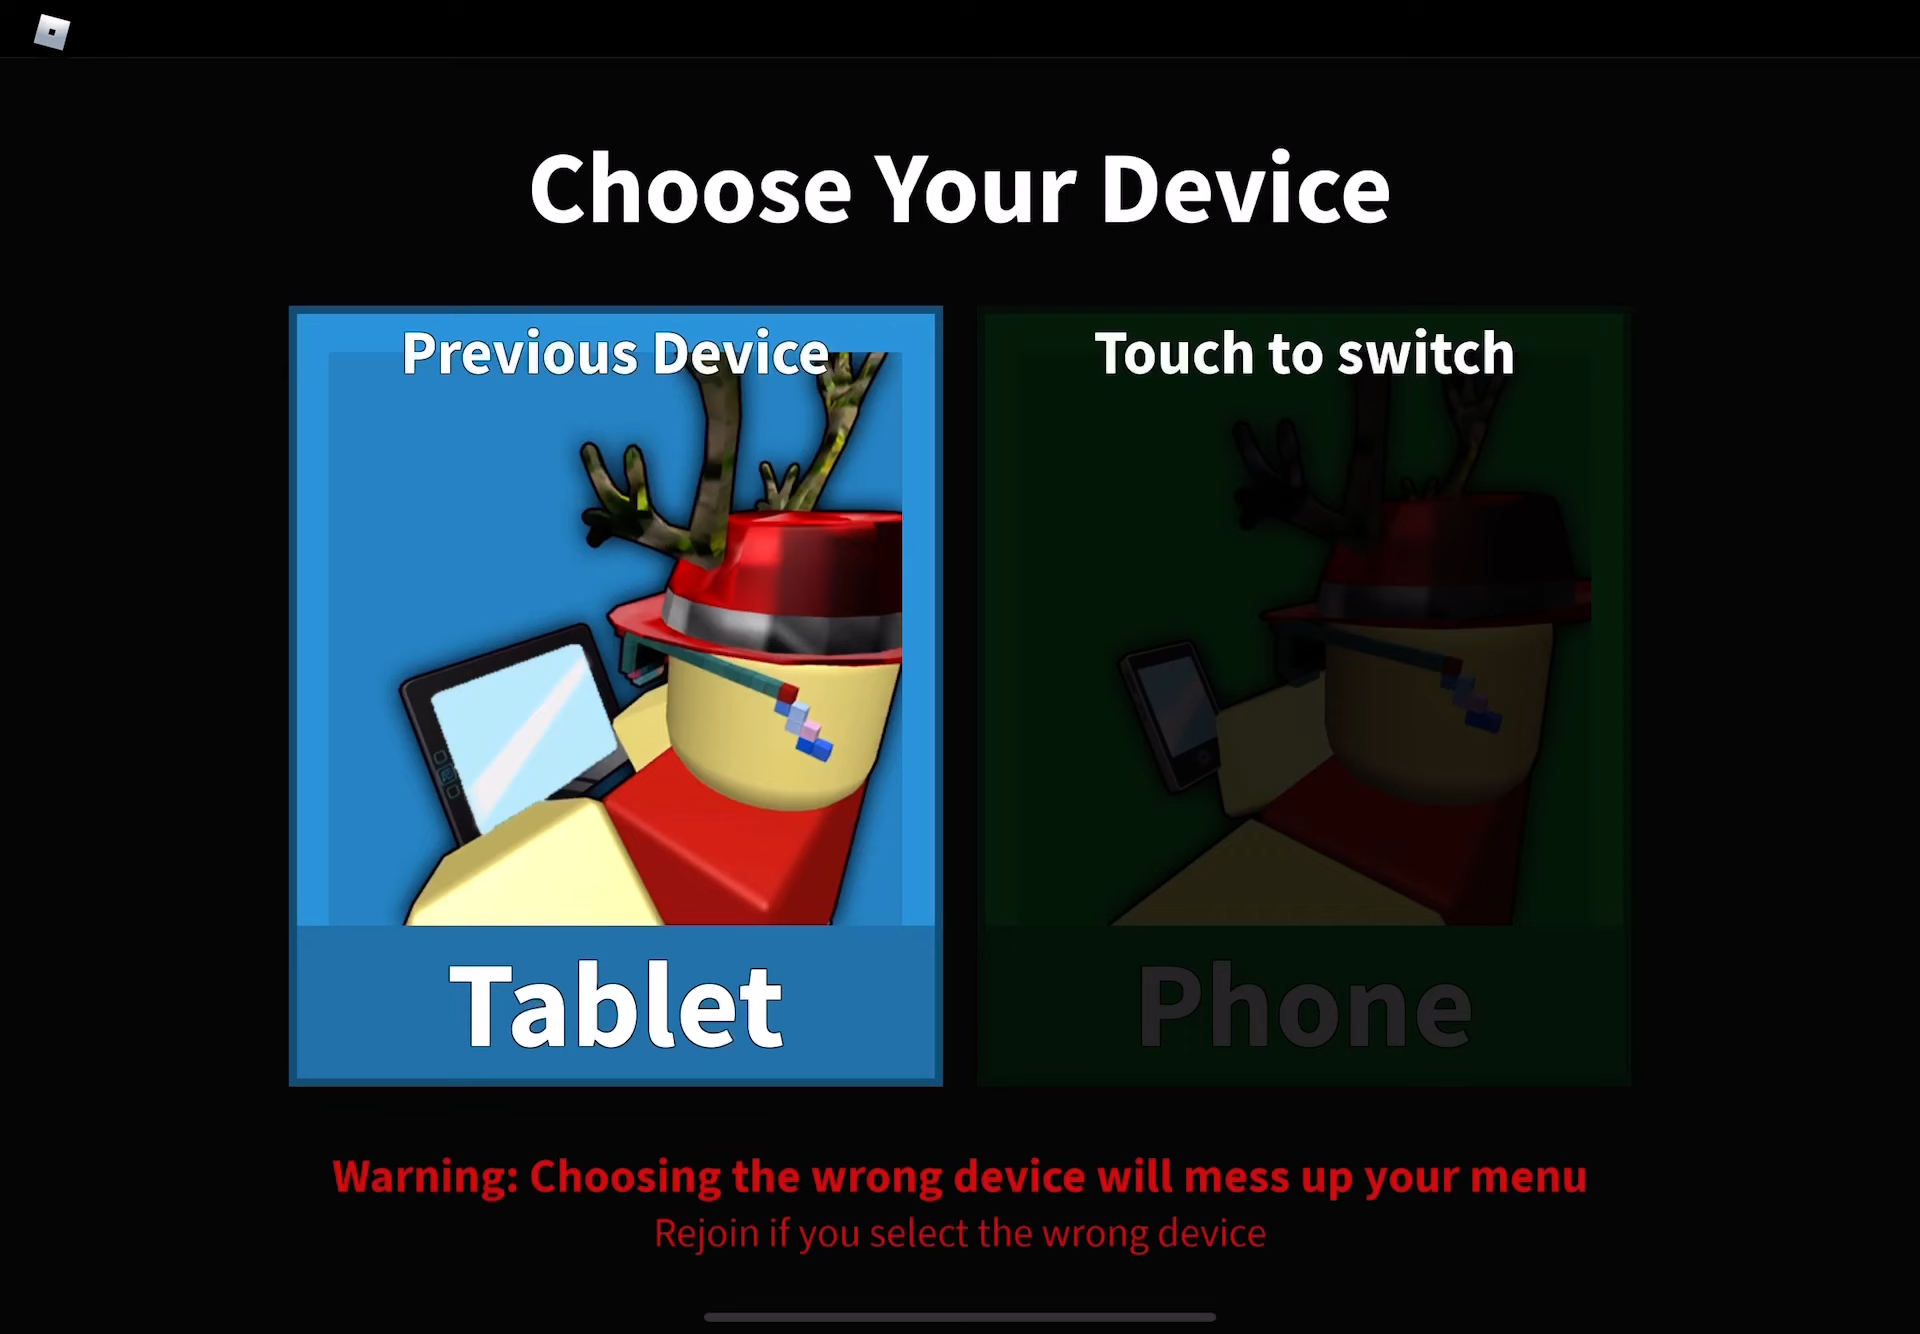 Choose Your Device
Previous Device
Tablet
Touch to switch
Phone
Warning: Choosing the wrong device will mess up your menu
Rejoin if you select the wrong device